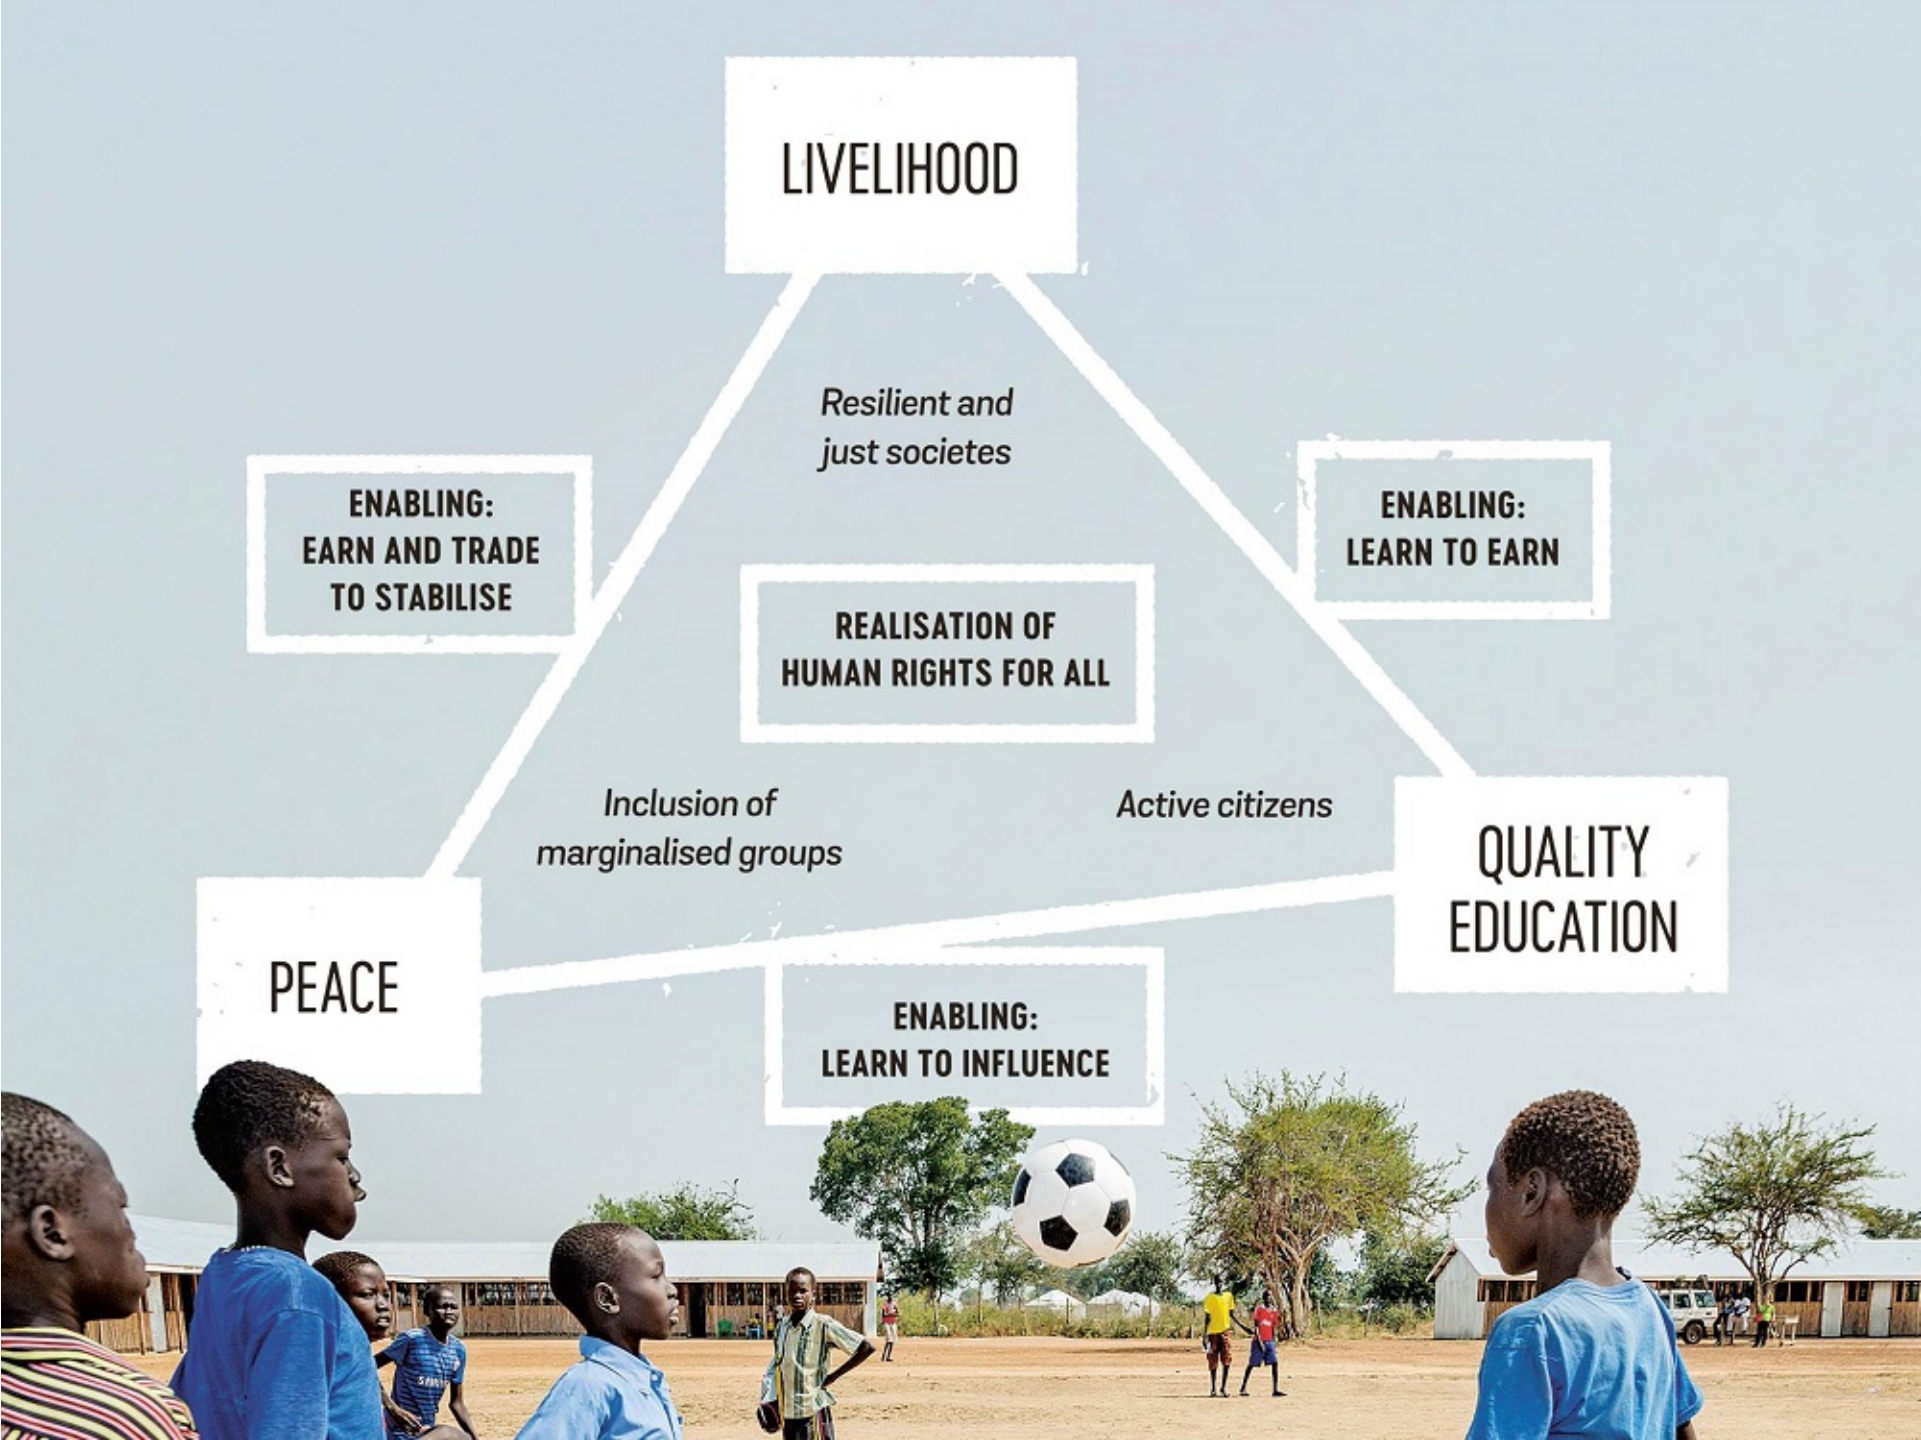 LIVELIHOOD
Resilient and
just societes
ENABLING:
EARN AND TRADE
TO STABILISE
ENABLING:
LEARN TO EARN
REALISATION OF
HUMAN RIGHTS FOR ALL
Inclusion of
marginalised groups
Active citizens
QUALITY
EDUCATION
PEACE
ENABLING:
LEARN TO INFLUENCE